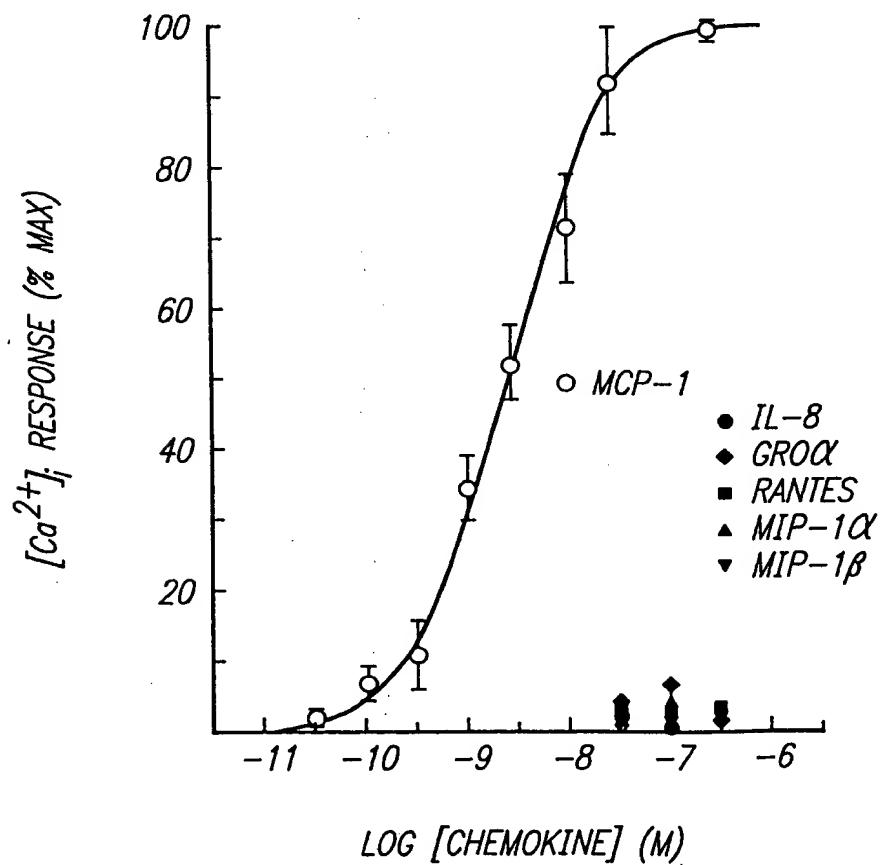 [Ca2+]i RESPONSE (% MAX)
100
80
60
40
20
MCP-1
IL-8
GROα
RANTES
MIP-1α
MIP-1β
-11 -10 -9 -8 -7 -6
LOG [CHEMOKINE] (M)